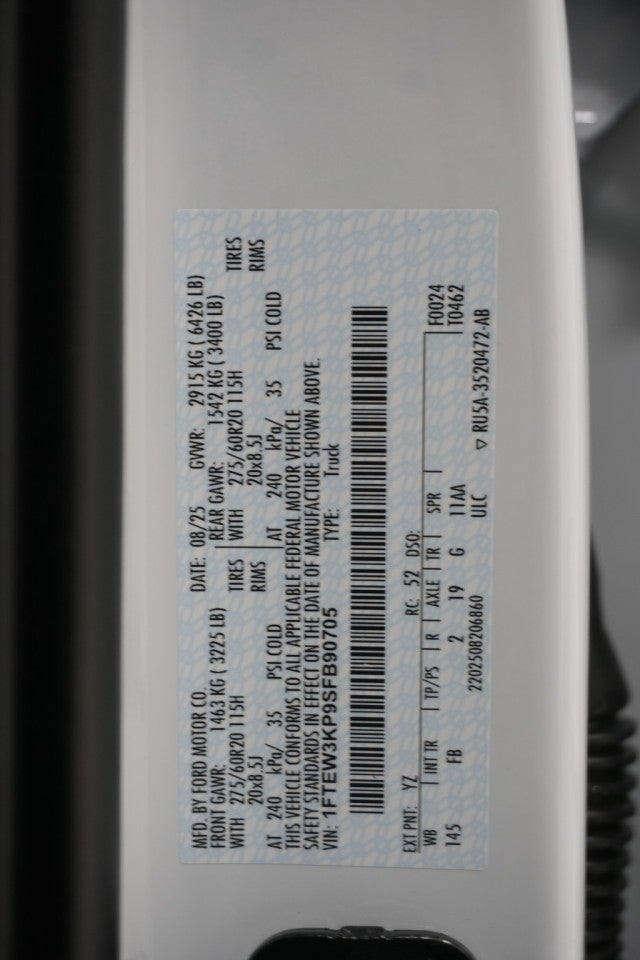 MFD. BY FORD MOTOR CO. DATE: 08/25 GVWR: 2915 KG ( 6426 LB)
FRONT GAWR: 1463 KG ( 3225 LB) REAR GAWR: 1542 KG ( 3400 LB)
WITH 275/60R20 115H TIRES WITH 275/60R20 115H TIRES
20x8.5J RIMS 20x8.5J RIMS
AT 240 kPa/ 35 PSI COLD AT 240 kPa/ 35 PSI COLD
THIS VEHICLE CONFORMS TO ALL APPLICABLE FEDERAL MOTOR VEHICLE
SAFETY STANDARDS IN EFFECT ON THE DATE OF MANUFACTURE SHOWN ABOVE.
VIN: 1FTEW3KP9SFB90705 TYPE: Truck
EXT PNT: YZ RC: 52 DSO:
WB INT TR TP/PS R AXLE TR SPR F0024
145 FB 2 19 G 11AA T0462
2202508206860 ULC ▽ RU5A-3520472-AB